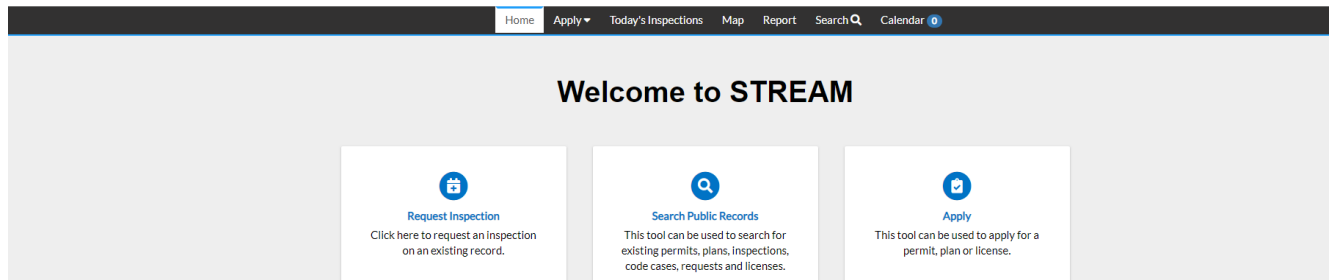 Home Apply Today's Inspections Map Report Search Calendar 0
Welcome to STREAM
Request Inspection
Click here to request an inspection
on an existing record.
Search Public Records
This tool can be used to search for
existing permits, plans, inspections,
code cases, requests and licenses.
Apply
This tool can be used to apply for a
permit, plan or license.